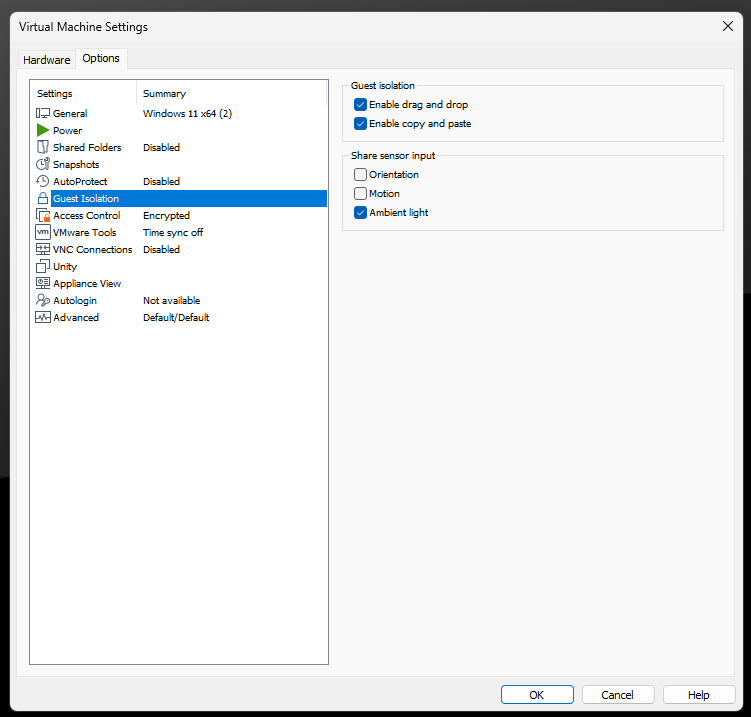 Virtual Machine Settings
Hardware Options
Settings Summary
General Windows 11 x64 (2)
Power
Shared Folders Disabled
Snapshots
AutoProtect Disabled
Guest Isolation
Access Control Encrypted
vm VMware Tools Time sync off
VNC Connections Disabled
Unity
Appliance View
Autologin Not available
Advanced Default/Default
Guest isolation
Enable drag and drop
Enable copy and paste
Share sensor input
Orientation
Motion
Ambient light
OK Cancel Help